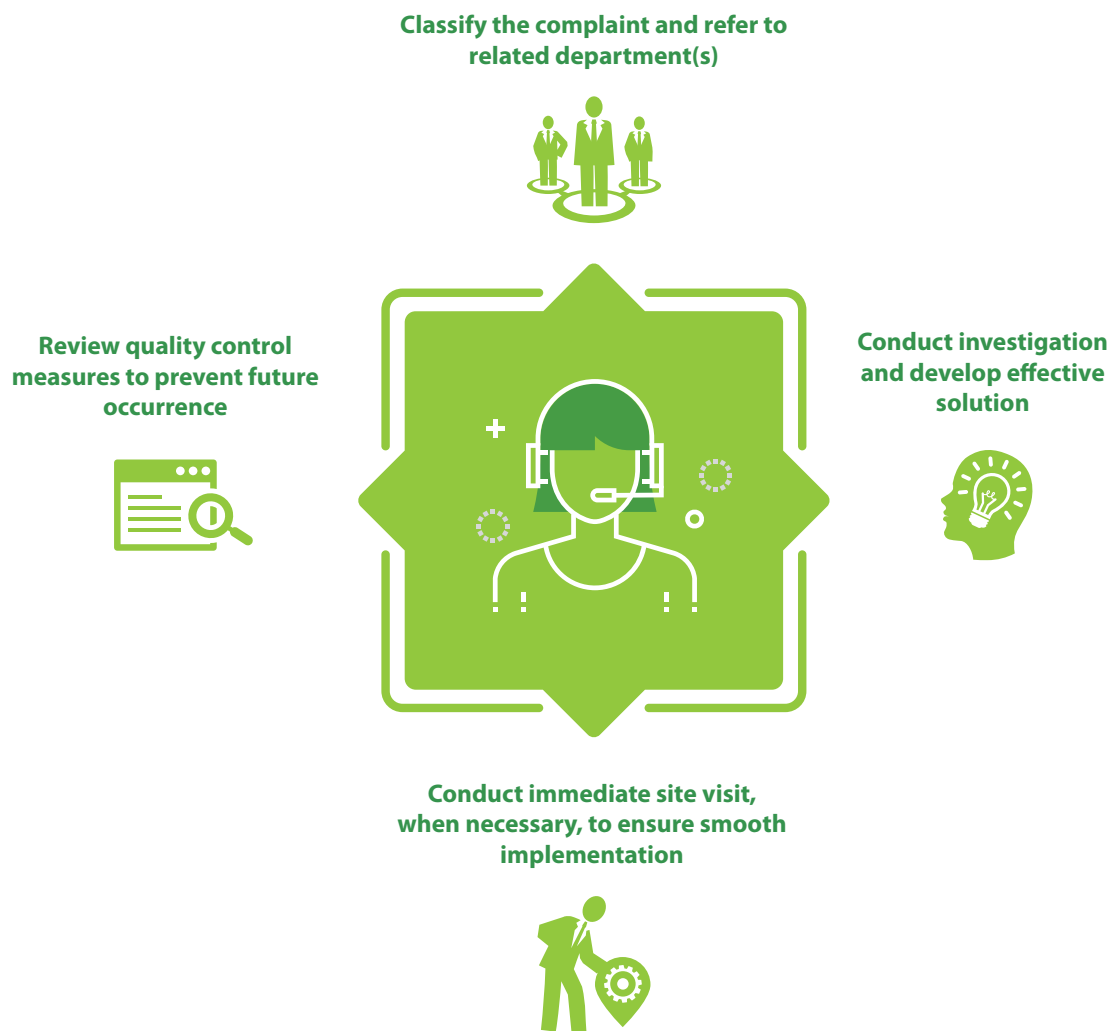 Classify the complaint and refer to
related department(s)
Conduct investigation
and develop effective
solution
Conduct immediate site visit,
when necessary, to ensure smooth
implementation
Review quality control
measures to prevent future
occurrence